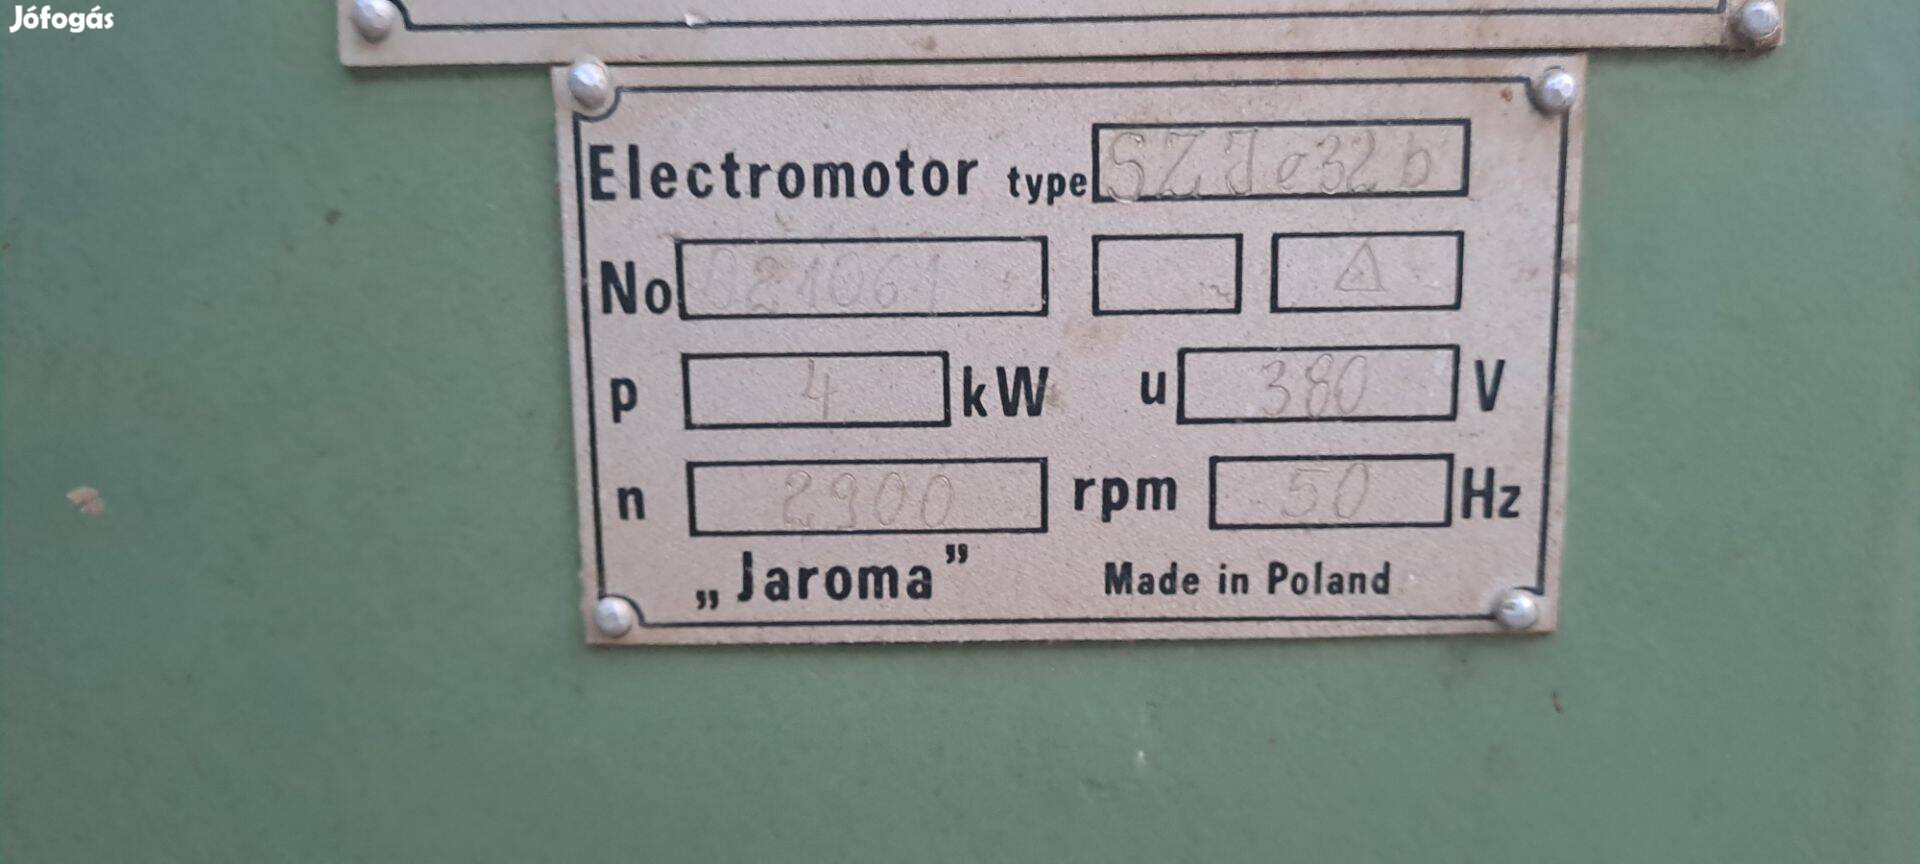 Jófogás
Electromotor type SZJe32b
No 021061 Δ
p 4 kW u 380 V
n 2900 rpm 50 Hz
„Jaroma” Made in Poland